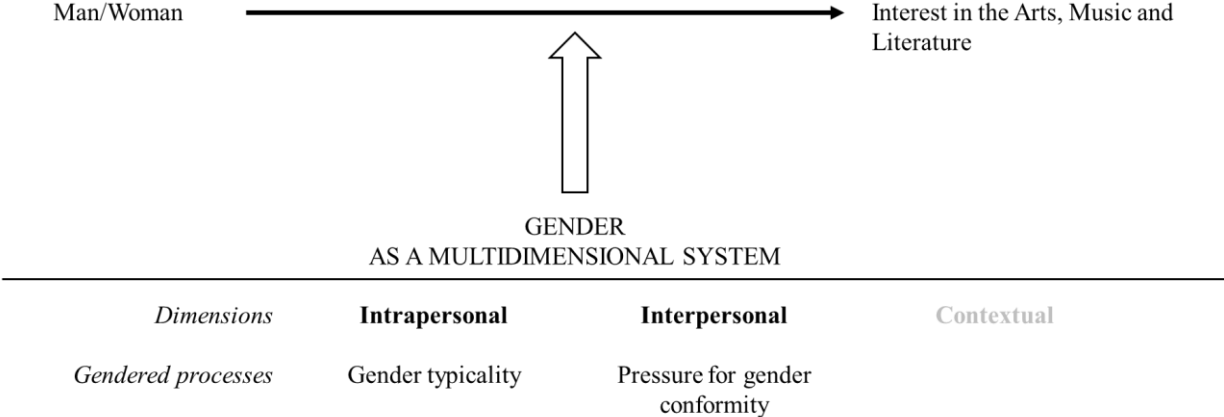 Man/Woman
Interest in the Arts, Music and
Literature
GENDER
AS A MULTIDIMENSIONAL SYSTEM
Dimensions Intrapersonal Interpersonal Contextual
Gendered processes Gender typicality Pressure for gender
conformity